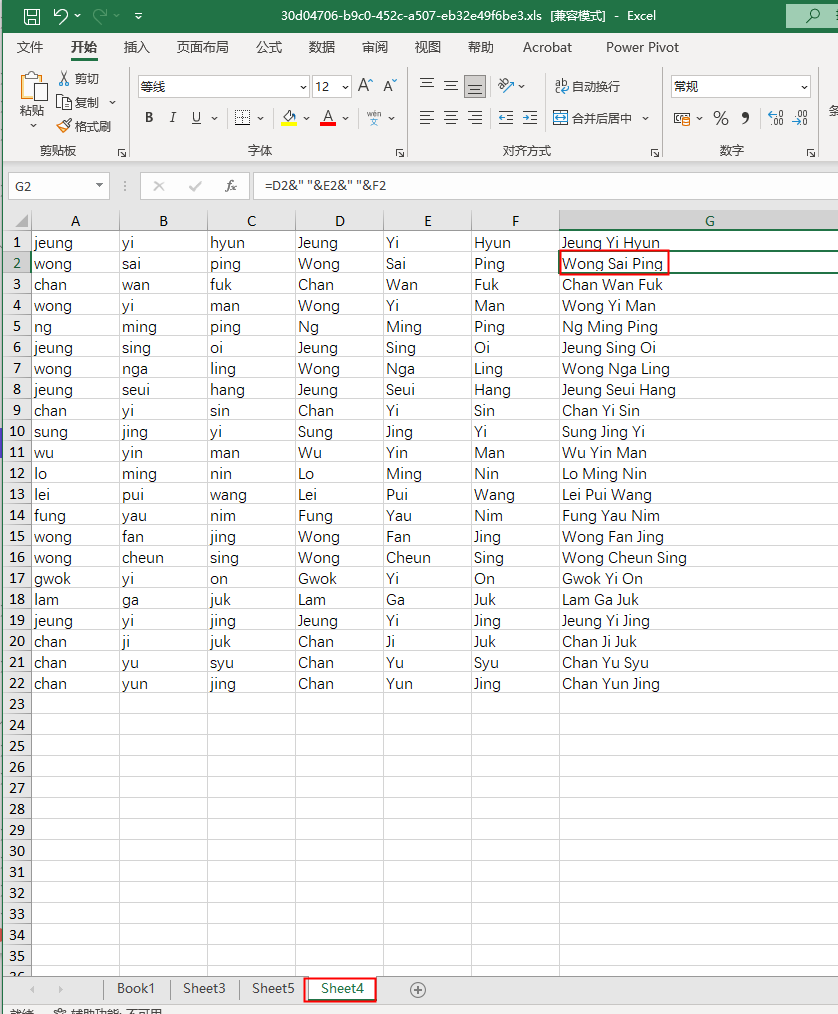 30d04706-b9c0-452c-a507-eb32e49f6be3.xls [兼容模式] - Excel
文件 开始 插入 页面布局 公式 数据 审阅 视图 帮助 Acrobat Power Pivot
粘贴 剪切 复制 格式刷 剪贴板
等线 12 A A B I U A wén 文 字体
ab 自动换行 合并后居中 对齐方式
常规 % 数字
G2 fx =D2&" "&E2&" "&F2
A B C D E F G
1 jeung yi hyun Jeung Yi Hyun Jeung Yi Hyun
2 wong sai ping Wong Sai Ping Wong Sai Ping
3 chan wan fuk Chan Wan Fuk Chan Wan Fuk
4 wong yi man Wong Yi Man Wong Yi Man
5 ng ming ping Ng Ming Ping Ng Ming Ping
6 jeung sing oi Jeung Sing Oi Jeung Sing Oi
7 wong nga ling Wong Nga Ling Wong Nga Ling
8 jeung seui hang Jeung Seui Hang Jeung Seui Hang
9 chan yi sin Chan Yi Sin Chan Yi Sin
10 sung jing yi Sung Jing Yi Sung Jing Yi
11 wu yin man Wu Yin Man Wu Yin Man
12 lo ming nin Lo Ming Nin Lo Ming Nin
13 lei pui wang Lei Pui Wang Lei Pui Wang
14 fung yau nim Fung Yau Nim Fung Yau Nim
15 wong fan jing Wong Fan Jing Wong Fan Jing
16 wong cheun sing Wong Cheun Sing Wong Cheun Sing
17 gwok yi on Gwok Yi On Gwok Yi On
18 lam ga juk Lam Ga Juk Lam Ga Juk
19 jeung yi jing Jeung Yi Jing Jeung Yi Jing
20 chan ji juk Chan Ji Juk Chan Ji Juk
21 chan yu syu Chan Yu Syu Chan Yu Syu
22 chan yun jing Chan Yun Jing Chan Yun Jing
23
24
25
26
27
28
29
30
31
32
33
34
35
36
Book1 Sheet3 Sheet5 Sheet4
就绪 辅助功能: 不可用